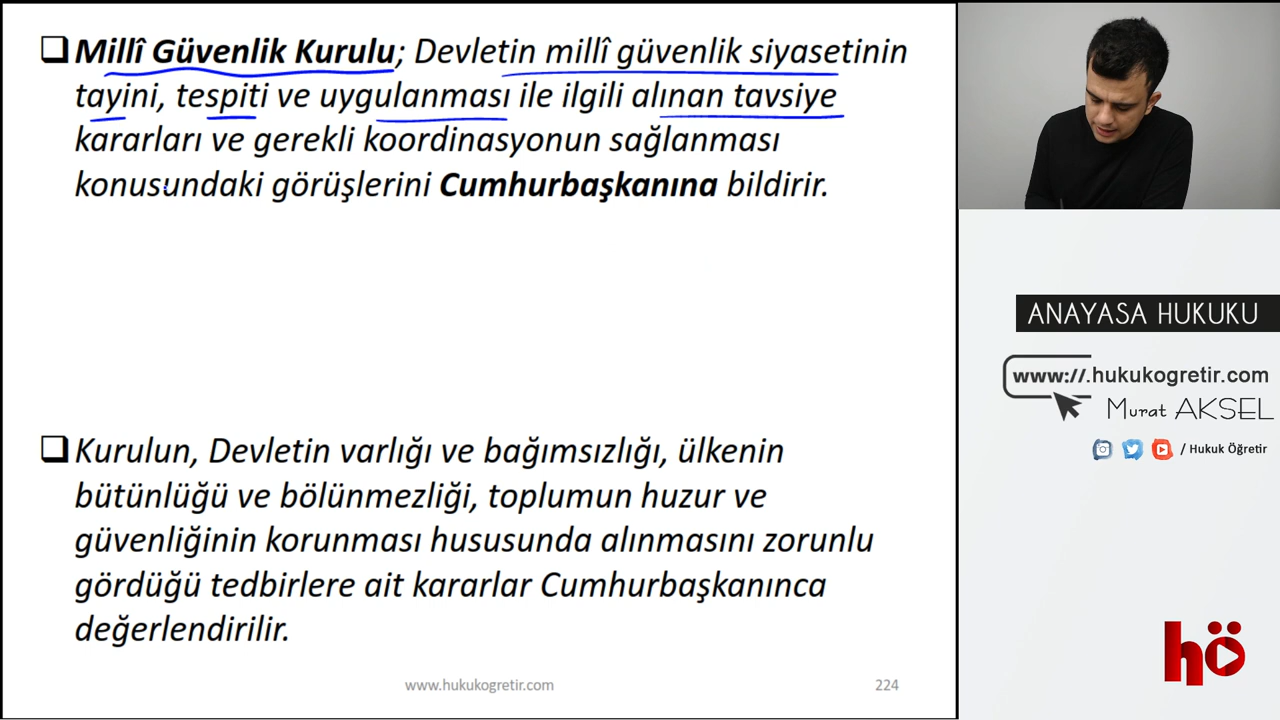 Millî Güvenlik Kurulu; Devletin millî güvenlik siyasetinin
tayini, tespiti ve uygulanması ile ilgili alınan tavsiye
kararları ve gerekli koordinasyonun sağlanması
konusundaki görüşlerini Cumhurbaşkanına bildirir.
Kurulun, Devletin varlığı ve bağımsızlığı, ülkenin
bütünlüğü ve bölünmezliği, toplumun huzur ve
güvenliğinin korunması hususunda alınmasını zorunlu
gördüğü tedbirlere ait kararlar Cumhurbaşkanınca
değerlendirilir.
www.hukukogretir.com
224
ANAYASA HUKUKU
www://.hukukogretir.com
Murat AKSEL
/ Hukuk Öğretir
hö